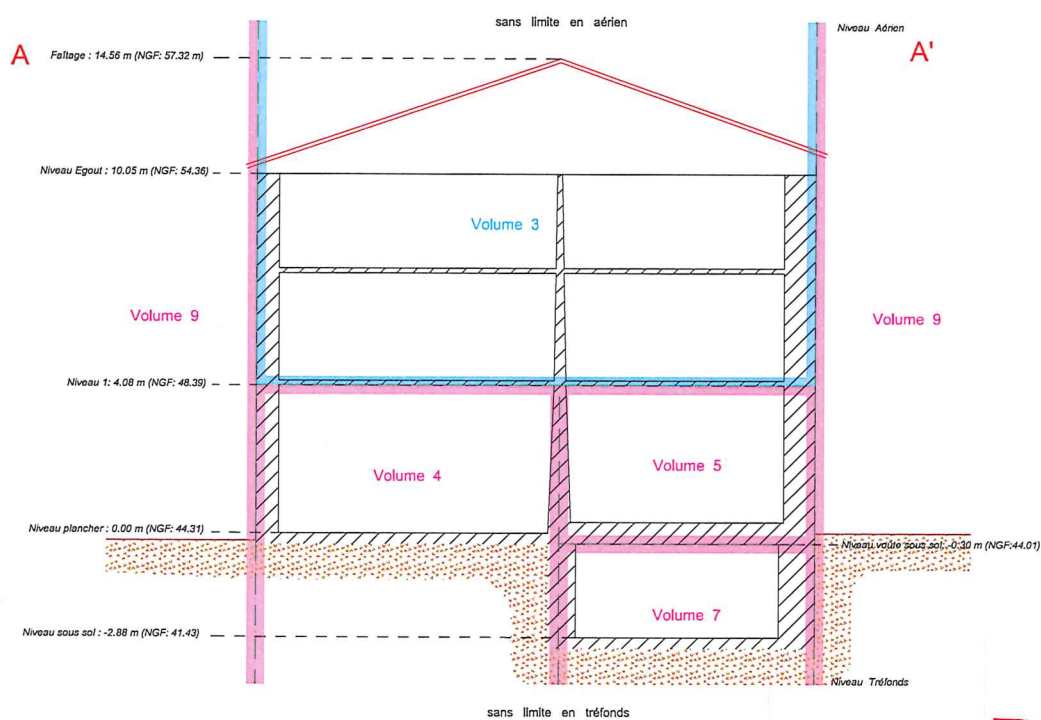 sans limite en aérien
Niveau Aérien
A
Faîtage : 14.56 m (NGF: 57.32 m)
A'
Niveau Egout : 10.05 m (NGF: 54.36)
Volume 3
Volume 9
Volume 9
Niveau 1: 4.08 m (NGF: 48.39)
Volume 4
Volume 5
Niveau plancher : 0.00 m (NGF: 44.31)
Niveau voute sous sol: -0.30 m (NGF:44.01)
Volume 7
Niveau sous sol : -2.88 m (NGF: 41.43)
Niveau Tréfonds
sans limite en tréfonds